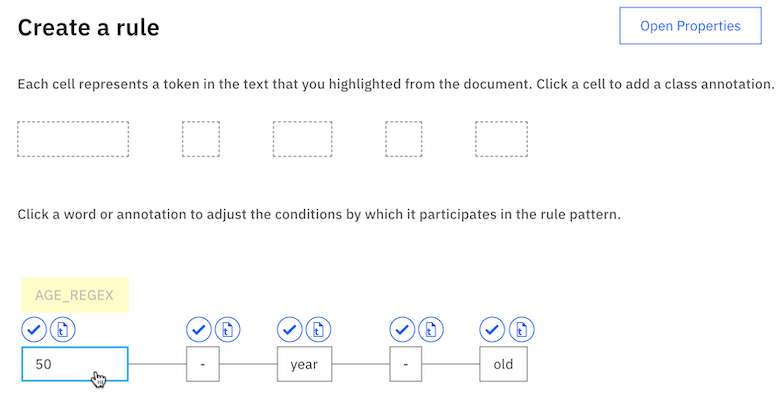 Create a rule
Open Properties
Each cell represents a token in the text that you highlighted from the document. Click a cell to add a class annotation.
Click a word or annotation to adjust the conditions by which it participates in the rule pattern.
AGE_REGEX
t t t t t
50 - year - old